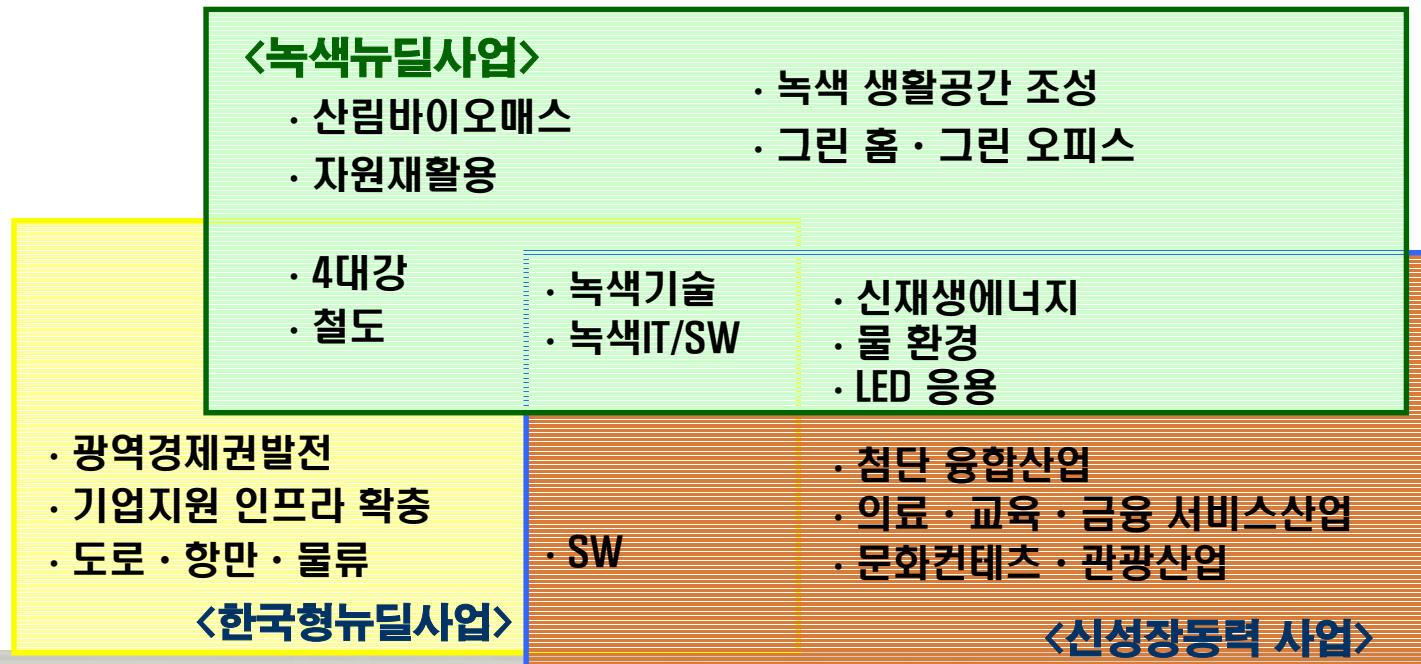 <녹색뉴딜사업>
· 산림바이오매스
· 자원재활용
· 녹색 생활공간 조성
· 그린 홈 · 그린 오피스
· 4대강
· 철도
· 녹색기술
· 녹색IT/SW
· 신재생에너지
· 물 환경
· LED 응용
· 광역경제권발전
· 기업지원 인프라 확충
· 도로 · 항만 · 물류
<한국형뉴딜사업>
· SW
· 첨단 융합산업
· 의료 · 교육 · 금융 서비스산업
· 문화컨테츠 · 관광산업
<신성장동력 사업>